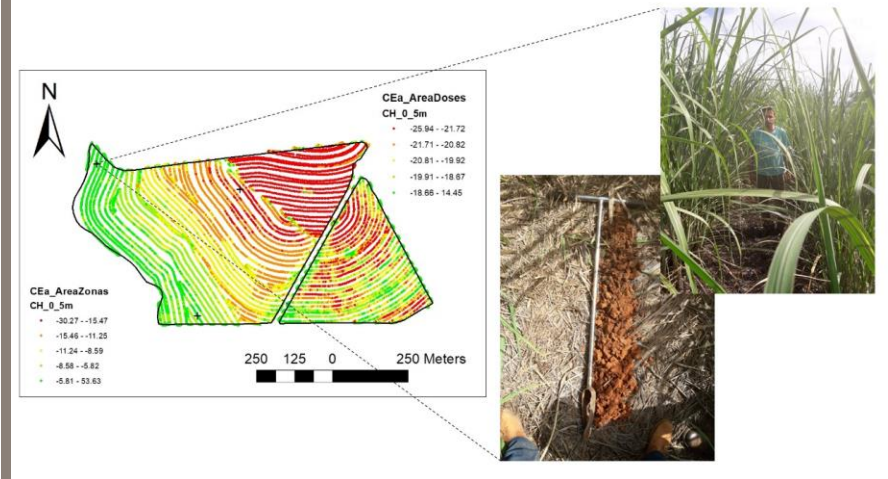 N
CEa_AreaDoses
CH_0_5m
-25.94 - -21.72
-21.71 - -20.82
-20.81 - -19.92
-19.91 - -18.67
-18.66 - 14.45
CEa_AreaZonas
CH_0_5m
-30.27 - -15.47
-15.46 - -11.25
-11.24 - -8.59
-8.58 - -5.82
-5.81 - 53.63
250 125 0 250 Meters